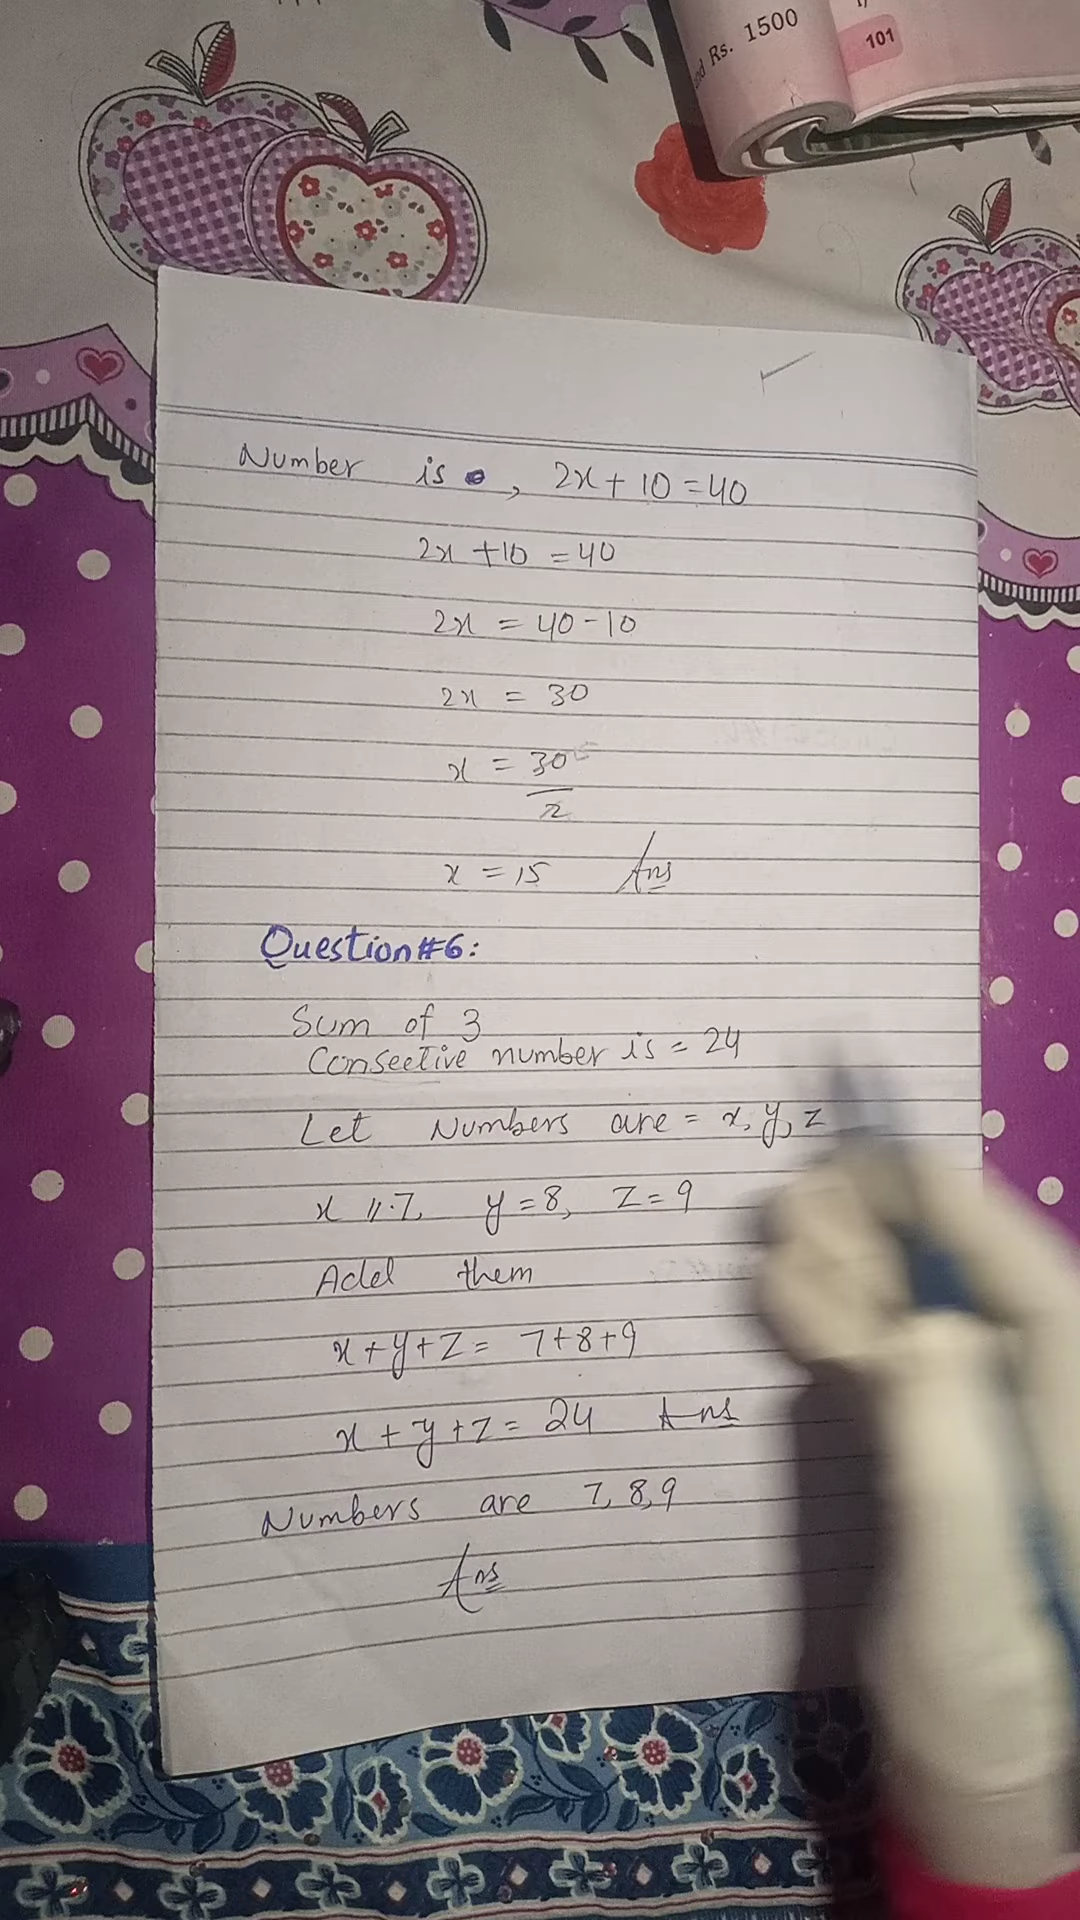 nd Rs. 1500
101
Number is , 2x + 10 = 40
2x + 10 = 40
2x = 40 - 10
2x = 30
x = 30
2
x = 15 Ans
Question#6:
Sum of 3
Consective number is = 24
Let Numbers are = x, y, z
x = 7, y = 8, z = 9
Add them
x + y + z = 7 + 8 + 9
x + y + z = 24 Ans
Numbers are 7, 8, 9
Ans